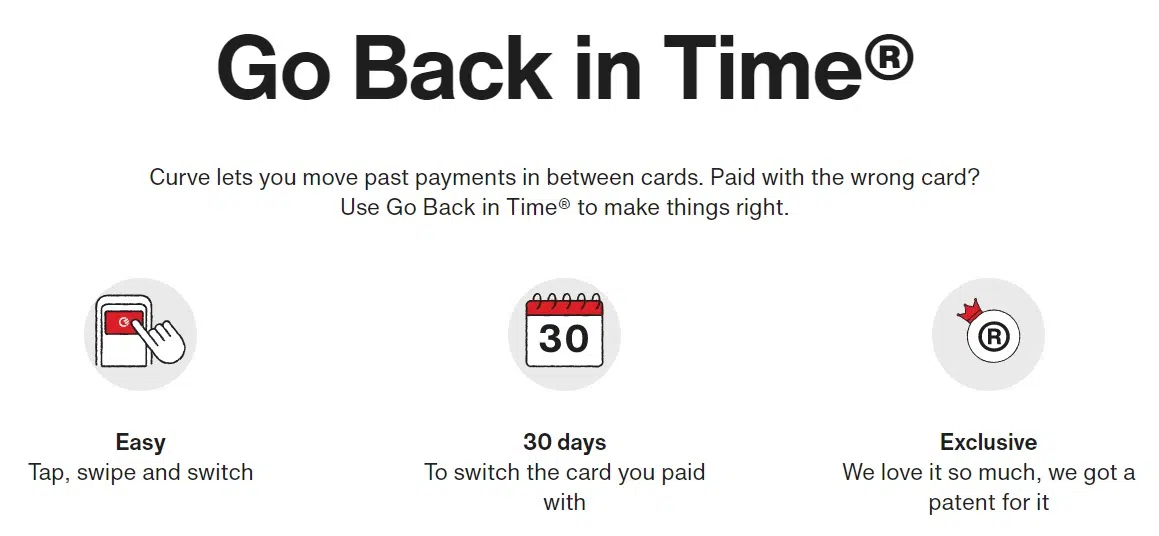 Go Back in Time®
Curve lets you move past payments in between cards. Paid with the wrong card?
Use Go Back in Time® to make things right.
30
®
Easy
Tap, swipe and switch
30 days
To switch the card you paid
with
Exclusive
We love it so much, we got a
patent for it